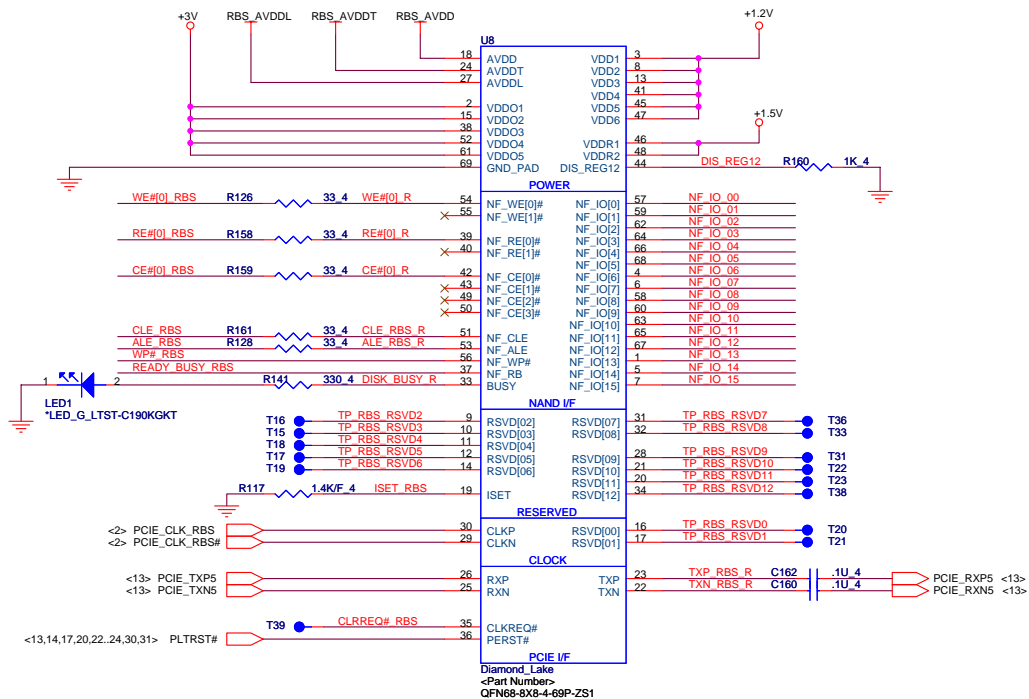 +3V RBS_AVDDL RBS_AVDDT RBS_AVDD +1.2V
U8
18 AVDD VDD1 3
24 AVDDT VDD2 8
27 AVDDL VDD3 13
VDD4 41
2 VDDO1 VDD5 45
15 VDDO2 VDD6 47
38 VDDO3 +1.5V
52 VDDO4 VDDR1 46
61 VDDO5 VDDR2 48
69 GND_PAD DIS_REG12 44 DIS_REG12 R160 1K_4
POWER
WE#[0]_RBS R126 33_4 WE#[0]_R 54 NF_WE[0]# NF_IO[0] 57 NF_IO_00
55 NF_WE[1]# NF_IO[1] 59 NF_IO_01
NF_IO[2] 62 NF_IO_02
RE#[0]_RBS R158 33_4 RE#[0]_R 39 NF_RE[0]# NF_IO[3] 64 NF_IO_03
40 NF_RE[1]# NF_IO[4] 66 NF_IO_04
NF_IO[5] 68 NF_IO_05
CE#[0]_RBS R159 33_4 CE#[0]_R 42 NF_CE[0]# NF_IO[6] 4 NF_IO_06
43 NF_CE[1]# NF_IO[7] 6 NF_IO_07
49 NF_CE[2]# NF_IO[8] 58 NF_IO_08
50 NF_CE[3]# NF_IO[9] 60 NF_IO_09
NF_IO[10] 63 NF_IO_10
CLE_RBS R161 33_4 CLE_RBS_R 51 NF_CLE NF_IO[11] 65 NF_IO_11
ALE_RBS R128 33_4 ALE_RBS_R 53 NF_ALE NF_IO[12] 67 NF_IO_12
WP#_RBS 56 NF_WP# NF_IO[13] 1 NF_IO_13
READY_BUSY_RBS 37 NF_RB NF_IO[14] 5 NF_IO_14
1 2 R141 330_4 DISK_BUSY_R 33 BUSY NF_IO[15] 7 NF_IO_15
LED1
*LED_G_LTST-C190KGKT
NAND I/F
T16 TP_RBS_RSVD2 9 RSVD[02] RSVD[07] 31 TP_RBS_RSVD7 T36
T15 TP_RBS_RSVD3 10 RSVD[03] RSVD[08] 32 TP_RBS_RSVD8 T33
T18 TP_RBS_RSVD4 11 RSVD[04]
T17 TP_RBS_RSVD5 12 RSVD[05] RSVD[09] 28 TP_RBS_RSVD9 T31
T19 TP_RBS_RSVD6 14 RSVD[06] RSVD[10] 21 TP_RBS_RSVD10 T22
RSVD[11] 20 TP_RBS_RSVD11 T23
R117 1.4K/F_4 ISET_RBS 19 ISET RSVD[12] 34 TP_RBS_RSVD12 T38
RESERVED
<2> PCIE_CLK_RBS 30 CLKP RSVD[00] 16 TP_RBS_RSVD0 T20
<2> PCIE_CLK_RBS# 29 CLKN RSVD[01] 17 TP_RBS_RSVD1 T21
CLOCK
<13> PCIE_TXP5 26 RXP TXP 23 TXP_RBS_R C162 .1U_4 PCIE_RXP5 <13>
<13> PCIE_TXN5 25 RXN TXN 22 TXN_RBS_R C160 .1U_4 PCIE_RXN5 <13>
T39 CLRREQ#_RBS 35 CLKREQ#
<13,14,17,20,22..24,30,31> PLTRST# 36 PERST#
PCIE I/F
Diamond_Lake
<Part Number>
QFN68-8X8-4-69P-ZS1